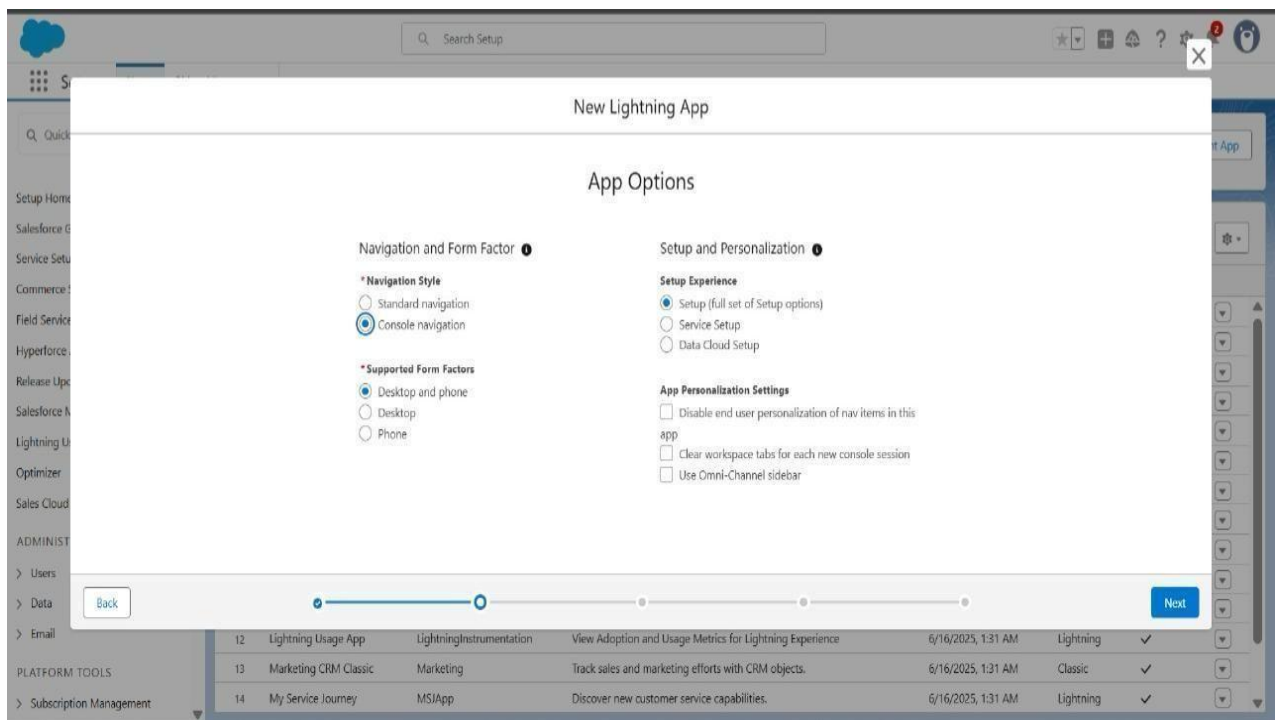 Search Setup
?
2
New Lightning App
App Options
Navigation and Form Factor
* Navigation Style
Standard navigation
Console navigation
* Supported Form Factors
Desktop and phone
Desktop
Phone
Setup and Personalization
Setup Experience
Setup (full set of Setup options)
Service Setup
Data Cloud Setup
App Personalization Settings
Disable end user personalization of nav items in this
app
Clear workspace tabs for each new console session
Use Omni-Channel sidebar
Back
Next
Quick
App
Setup Home
Salesforce
Service Setu
Commerce
Field Service
Hyperforce
Release Upd
Salesforce
Lightning U
Optimizer
Sales Cloud
ADMINIST
Users
Data
Email
PLATFORM TOOLS
Subscription Management
12 Lightning Usage App LightningInstrumentation View Adoption and Usage Metrics for Lightning Experience 6/16/2025, 1:31 AM Lightning
13 Marketing CRM Classic Marketing Track sales and marketing efforts with CRM objects. 6/16/2025, 1:31 AM Classic
14 My Service Journey MSJApp Discover new customer service capabilities. 6/16/2025, 1:31 AM Lightning